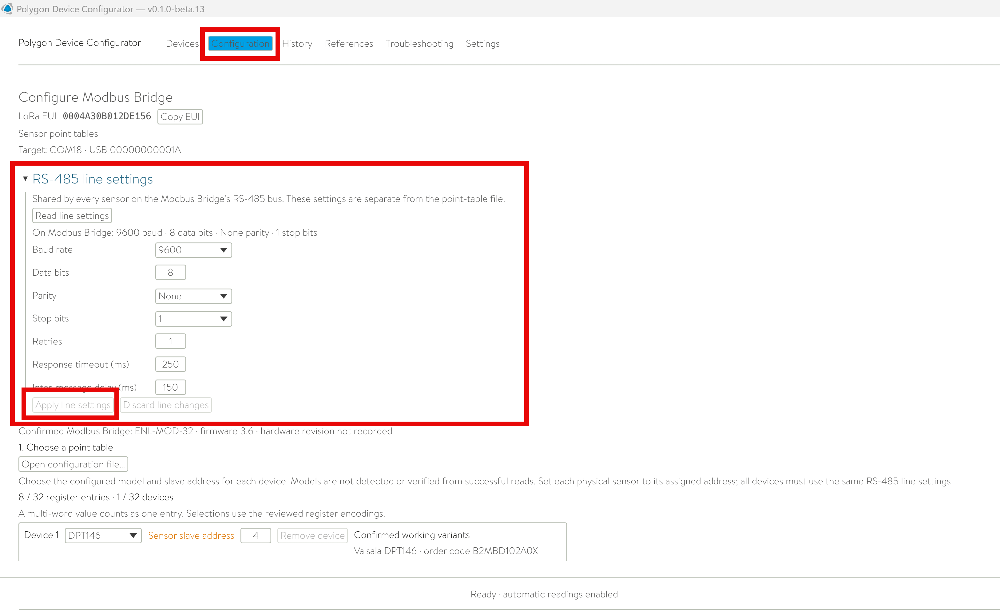 Polygon Device Configurator — v0.1.0-beta.13
Polygon Device Configurator Devices Configuration History References Troubleshooting Settings
Configure Modbus Bridge
LoRa EUI 0004A30B012DE156 Copy EUI
Sensor point tables
Target: COM18 · USB 00000000001A
RS-485 line settings
Shared by every sensor on the Modbus Bridge's RS-485 bus. These settings are separate from the point-table file.
Read line settings
On Modbus Bridge: 9600 baud · 8 data bits · None parity · 1 stop bits
Baud rate 9600
Data bits 8
Parity None
Stop bits 1
Retries 1
Response timeout (ms) 250
Inter-message delay (ms) 150
Apply line settings Discard line changes
Confirmed Modbus Bridge: ENL-MOD-32 · firmware 3.6 · hardware revision not recorded
1. Choose a point table
Open configuration file...
Choose the configured model and slave address for each device. Models are not detected or verified from successful reads. Set each physical sensor to its assigned address; all devices must use the same RS-485 line settings.
8 / 32 register entries · 1 / 32 devices
A multi-word value counts as one entry. Selections use the reviewed register encodings.
Device 1 DPT146 Sensor slave address 4 Remove device Confirmed working variants
Vaisala DPT146 · order code B2MBD102A0X
Ready · automatic readings enabled